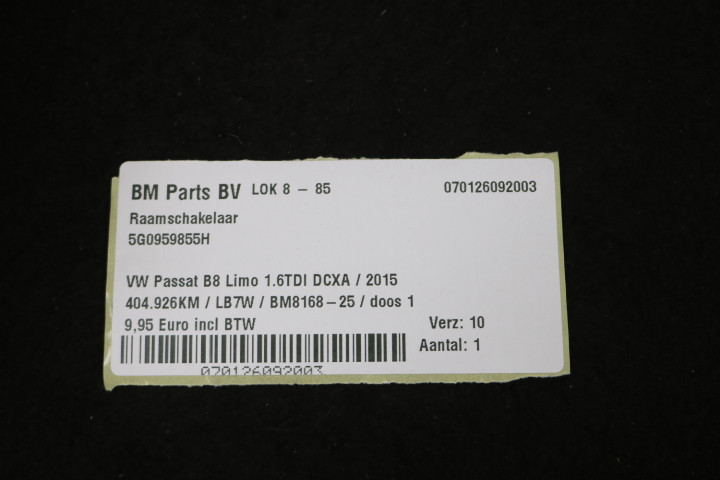 BM Parts BV LOK 8 – 85 070126092003
Raamschakelaar
5G0959855H
VW Passat B8 Limo 1.6TDI DCXA / 2015
404.926KM / LB7W / BM8168–25 / doos 1
9,95 Euro incl BTW Verz: 10
Aantal: 1
070126092003